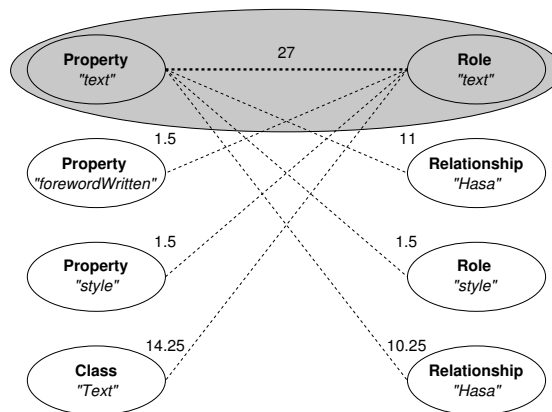 27
Property
"text"
Role
"text"
1.5
11
Property
"forewordWritten"
Relationship
"Hasa"
1.5
1.5
Property
"style"
Role
"style"
14.25
10.25
Class
"Text"
Relationship
"Hasa"